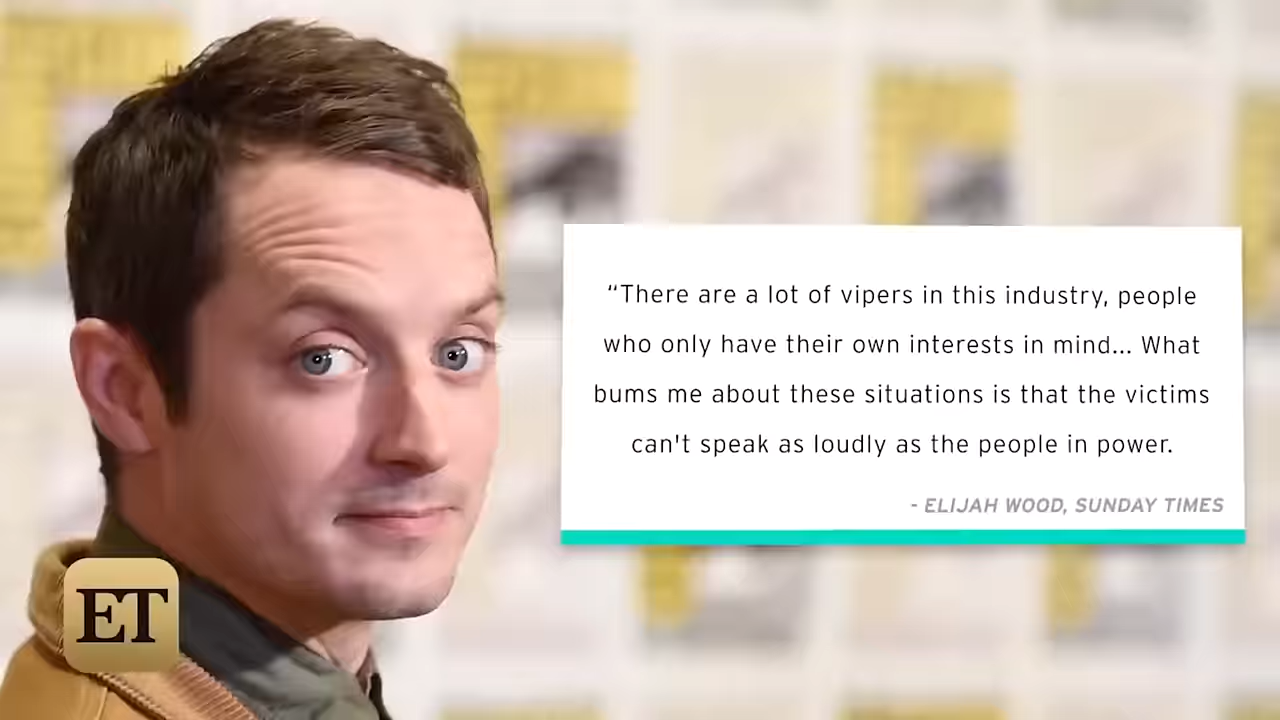 “There are a lot of vipers in this industry, people
who only have their own interests in mind... What
bums me about these situations is that the victims
can't speak as loudly as the people in power.
- ELIJAH WOOD, SUNDAY TIMES
ET